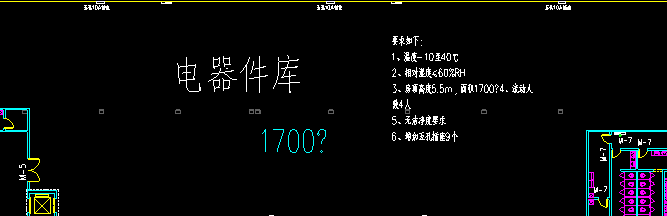 电器件库
1700?
要求如下:
1、温度-10至40℃
2、相对湿度≤60%RH
3、房顶高度5.5m,面积1700?4、流动人
数4人
5、无洁净度要求
6、增加五孔插座9个
M-5
M-7
M-7
M-7
M-7